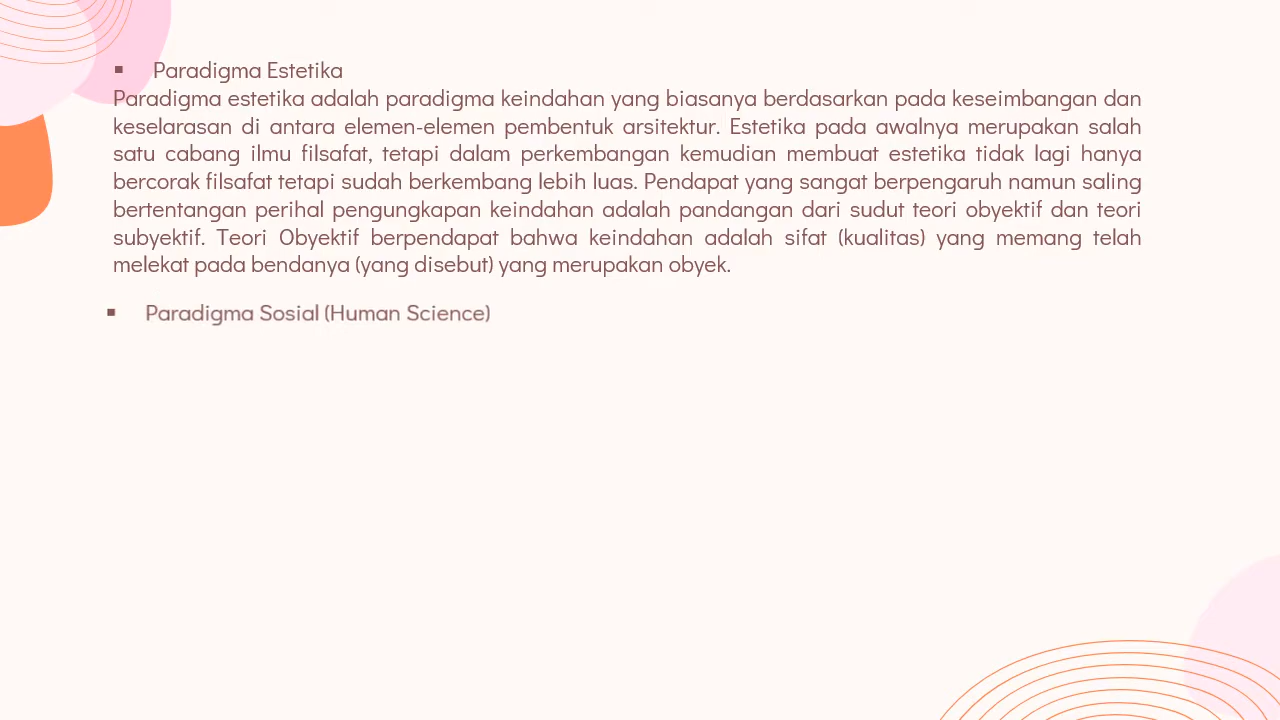 ▪ Paradigma Estetika
Paradigma estetika adalah paradigma keindahan yang biasanya berdasarkan pada keseimbangan dan
keselarasan di antara elemen-elemen pembentuk arsitektur. Estetika pada awalnya merupakan salah
satu cabang ilmu filsafat, tetapi dalam perkembangan kemudian membuat estetika tidak lagi hanya
bercorak filsafat tetapi sudah berkembang lebih luas. Pendapat yang sangat berpengaruh namun saling
bertentangan perihal pengungkapan keindahan adalah pandangan dari sudut teori obyektif dan teori
subyektif. Teori Obyektif berpendapat bahwa keindahan adalah sifat (kualitas) yang memang telah
melekat pada bendanya (yang disebut) yang merupakan obyek.
▪ Paradigma Sosial (Human Science)